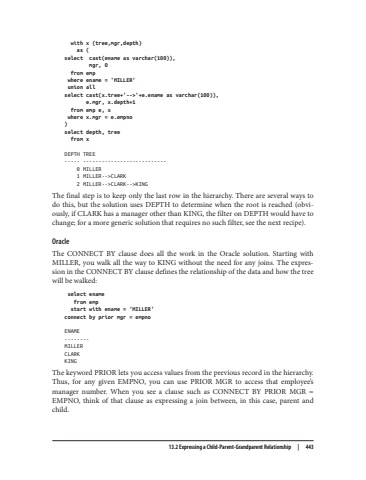 with x (tree,mgr,depth)
as (
select cast(ename as varchar(100)),
mgr, 0
from emp
where ename = 'MILLER'
union all
select cast(x.tree+'-->'+e.ename as varchar(100)),
e.mgr, x.depth+1
from emp e, x
where x.mgr = e.empno
)
select depth, tree
from x
DEPTH TREE
----- ---------------------------
0 MILLER
1 MILLER-->CLARK
2 MILLER-->CLARK-->KING
The final step is to keep only the last row in the hierarchy. There are several ways to
do this, but the solution uses DEPTH to determine when the root is reached (obvi-
ously, if CLARK has a manager other than KING, the filter on DEPTH would have to
change; for a more generic solution that requires no such filter, see the next recipe).
Oracle
The CONNECT BY clause does all the work in the Oracle solution. Starting with
MILLER, you walk all the way to KING without the need for any joins. The expres-
sion in the CONNECT BY clause defines the relationship of the data and how the tree
will be walked:
select ename
from emp
start with ename = 'MILLER'
connect by prior mgr = empno
ENAME
--------
MILLER
CLARK
KING
The keyword PRIOR lets you access values from the previous record in the hierarchy.
Thus, for any given EMPNO, you can use PRIOR MGR to access that employee's
manager number. When you see a clause such as CONNECT BY PRIOR MGR =
EMPNO, think of that clause as expressing a join between, in this case, parent and
child.
13.2 Expressing a Child-Parent-Grandparent Relationship | 443